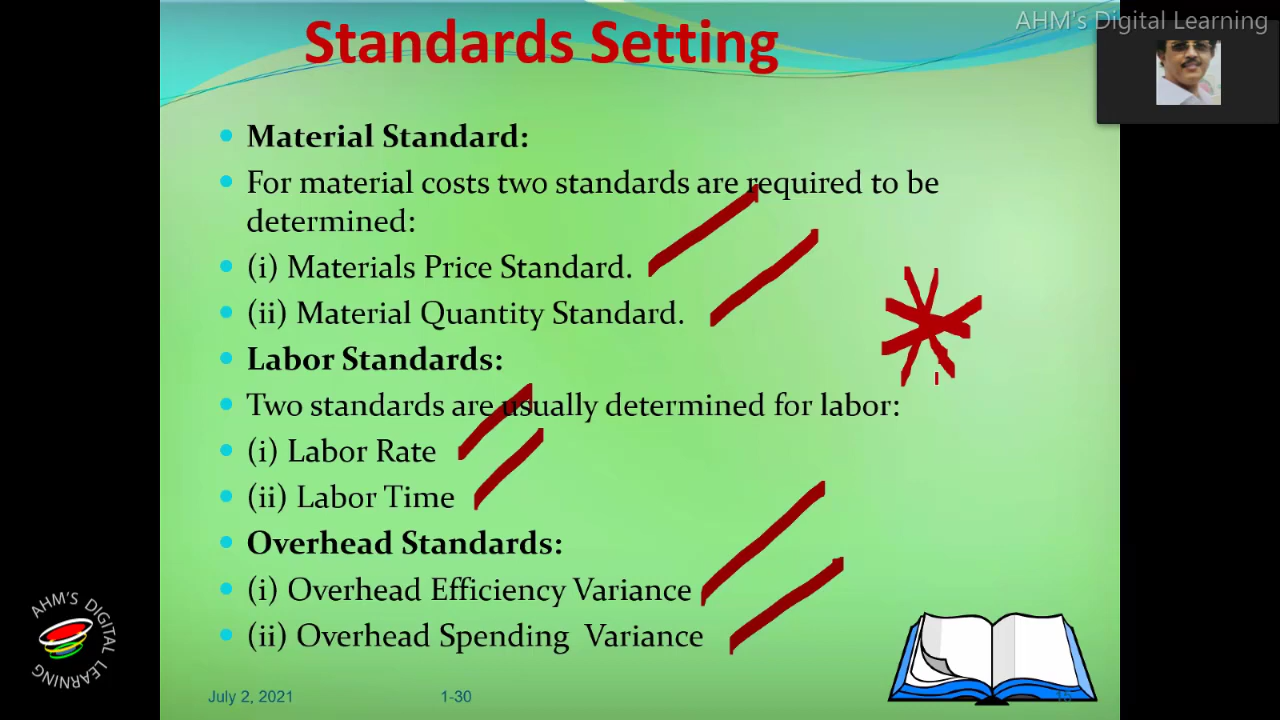 AHM's Digital Learning
Standards Setting
Material Standard:
For material costs two standards are required to be
determined:
(i) Materials Price Standard.
(ii) Material Quantity Standard.
Labor Standards:
Two standards are usually determined for labor:
(i) Labor Rate
(ii) Labor Time
Overhead Standards:
(i) Overhead Efficiency Variance
(ii) Overhead Spending Variance
AHM'S DIGITAL LEARNING
July 2, 2021
1-30
15